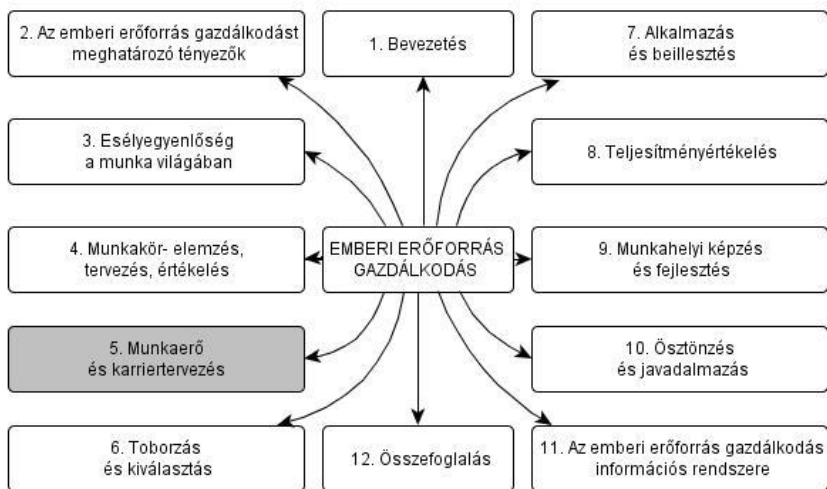 2. Az emberi erőforrás gazdálkodást
meghatározó tényezők
1. Bevezetés
7. Alkalmazás
és beillesztés
3. Esélyegyenlőség
a munka világában
8. Teljesítményértékelés
4. Munkakör- elemzés,
tervezés, értékelés
EMBERI ERŐFORRÁS
GAZDÁLKODÁS
9. Munkahelyi képzés
és fejlesztés
5. Munkaerő
és karriertervezés
10. Ösztönzés
és javadalmazás
6. Toborzás
és kiválasztás
12. Összefoglalás
11. Az emberi erőforrás gazdálkodás
információs rendszere